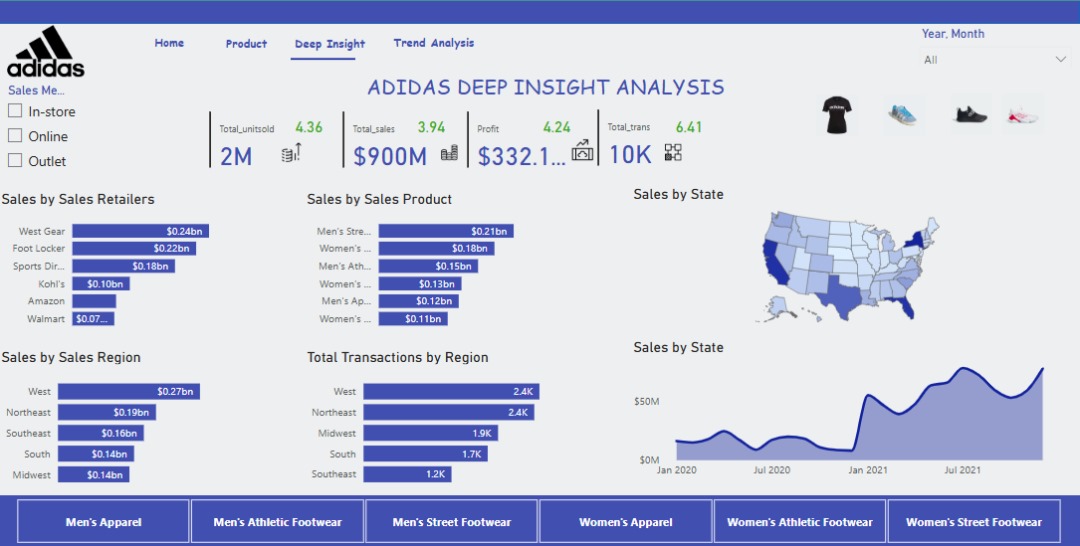 adidas
Home
Product
Deep Insight
Trend Analysis
Year, Month
All
Sales Me...
In-store
Online
Outlet
ADIDAS DEEP INSIGHT ANALYSIS
Total_unitsold 4.36
2M
Total_sales 3.94
$900M
Profit 4.24
$332.1...
Total_trans 6.41
10K
Sales by Sales Retailers
West Gear $0.24bn
Foot Locker $0.22bn
Sports Dir... $0.18bn
Kohl's $0.10bn
Amazon
Walmart $0.07...
Sales by Sales Product
Men's Stre... $0.21bn
Women's ... $0.18bn
Men's Ath... $0.15bn
Women's ... $0.13bn
Men's Ap... $0.12bn
Women's ... $0.11bn
Sales by State
Sales by Sales Region
West $0.27bn
Northeast $0.19bn
Southeast $0.16bn
South $0.14bn
Midwest $0.14bn
Total Transactions by Region
West 2.4K
Northeast 2.4K
Midwest 1.9K
South 1.7K
Southeast 1.2K
Sales by State
$50M
$0M
Jan 2020 Jul 2020 Jan 2021 Jul 2021
Men's Apparel
Men's Athletic Footwear
Men's Street Footwear
Women's Apparel
Women's Athletic Footwear
Women's Street Footwear